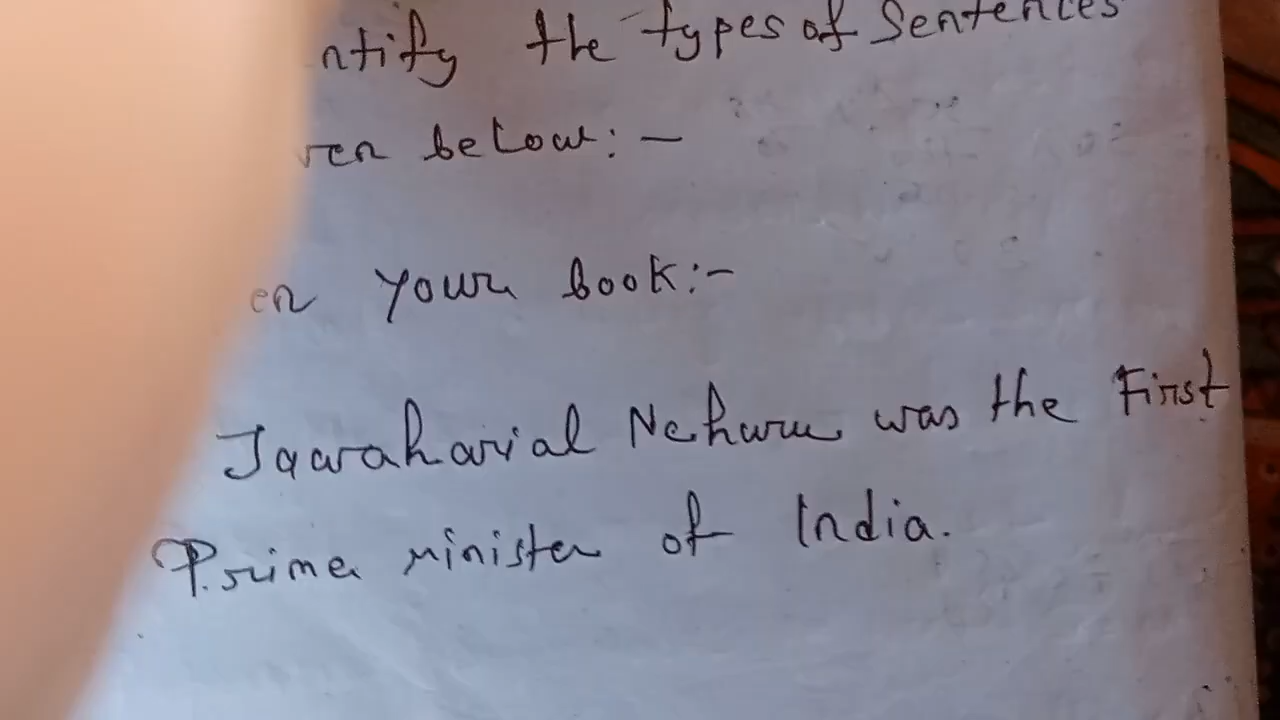 ntify the types of Sentences
ven below:-
en your book:-
Jawaharlal Nehru was the First
Prime minister of India.